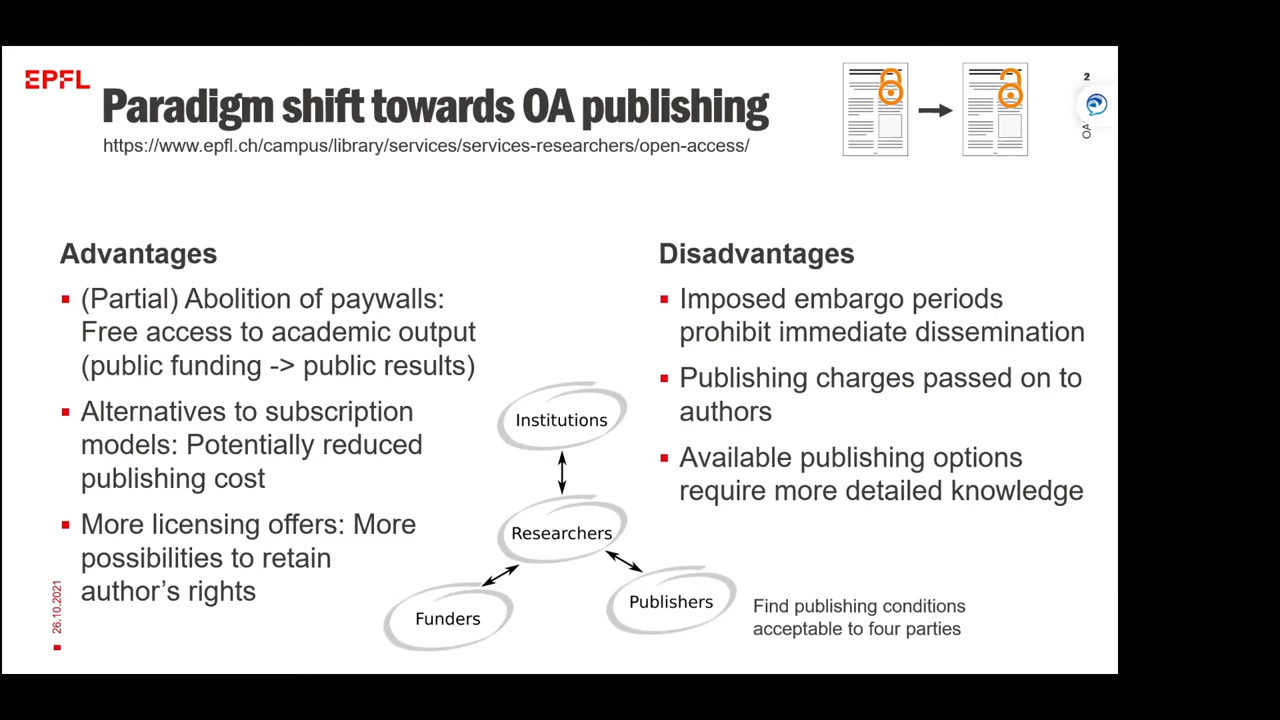 EPFL
Paradigm shift towards OA publishing
https://www.epfl.ch/campus/library/services/services-researchers/open-access/
2
OA
Advantages
(Partial) Abolition of paywalls:
Free access to academic output
(public funding -> public results)
Alternatives to subscription
models: Potentially reduced
publishing cost
More licensing offers: More
possibilities to retain
author's rights
Institutions
Researchers
Funders
Publishers
Disadvantages
Imposed embargo periods
prohibit immediate dissemination
Publishing charges passed on to
authors
Available publishing options
require more detailed knowledge
Find publishing conditions
acceptable to four parties
26.10.2021